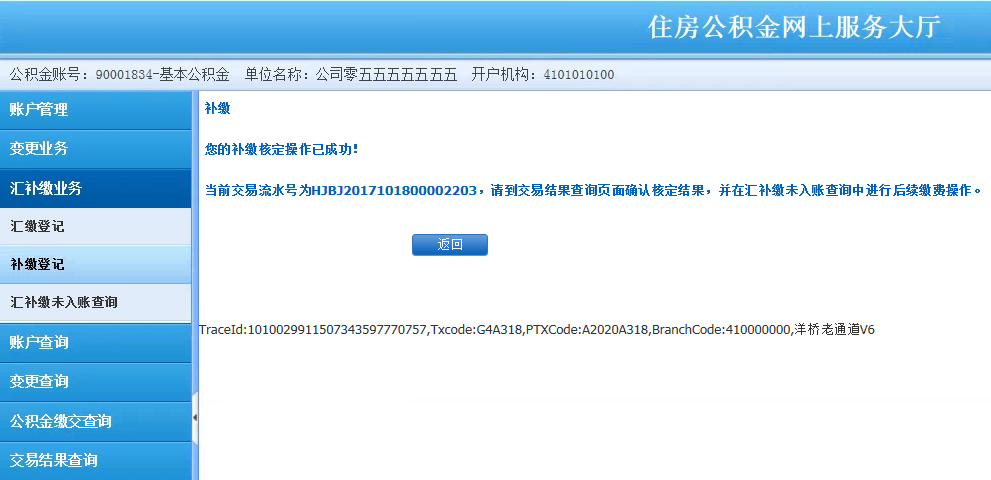 住房公积金网上服务大厅
公积金账号：90001834-基本公积金 单位名称：公司零五五五五五五五 开户机构：4101010100
账户管理
变更业务
汇补缴业务
汇缴登记
补缴登记
汇补缴未入账查询
账户查询
变更查询
公积金缴交查询
交易结果查询
补缴
您的补缴核定操作已成功！
当前交易流水号为HJBJ2017101800002203，请到交易结果查询页面确认核定结果，并在汇补缴未入账查询中进行后续缴费操作。
返回
TraceId:1010029911507343597770757,Txcode:G4A318,PTXCode:A2020A318,BranchCode:410000000,洋桥老通道V6